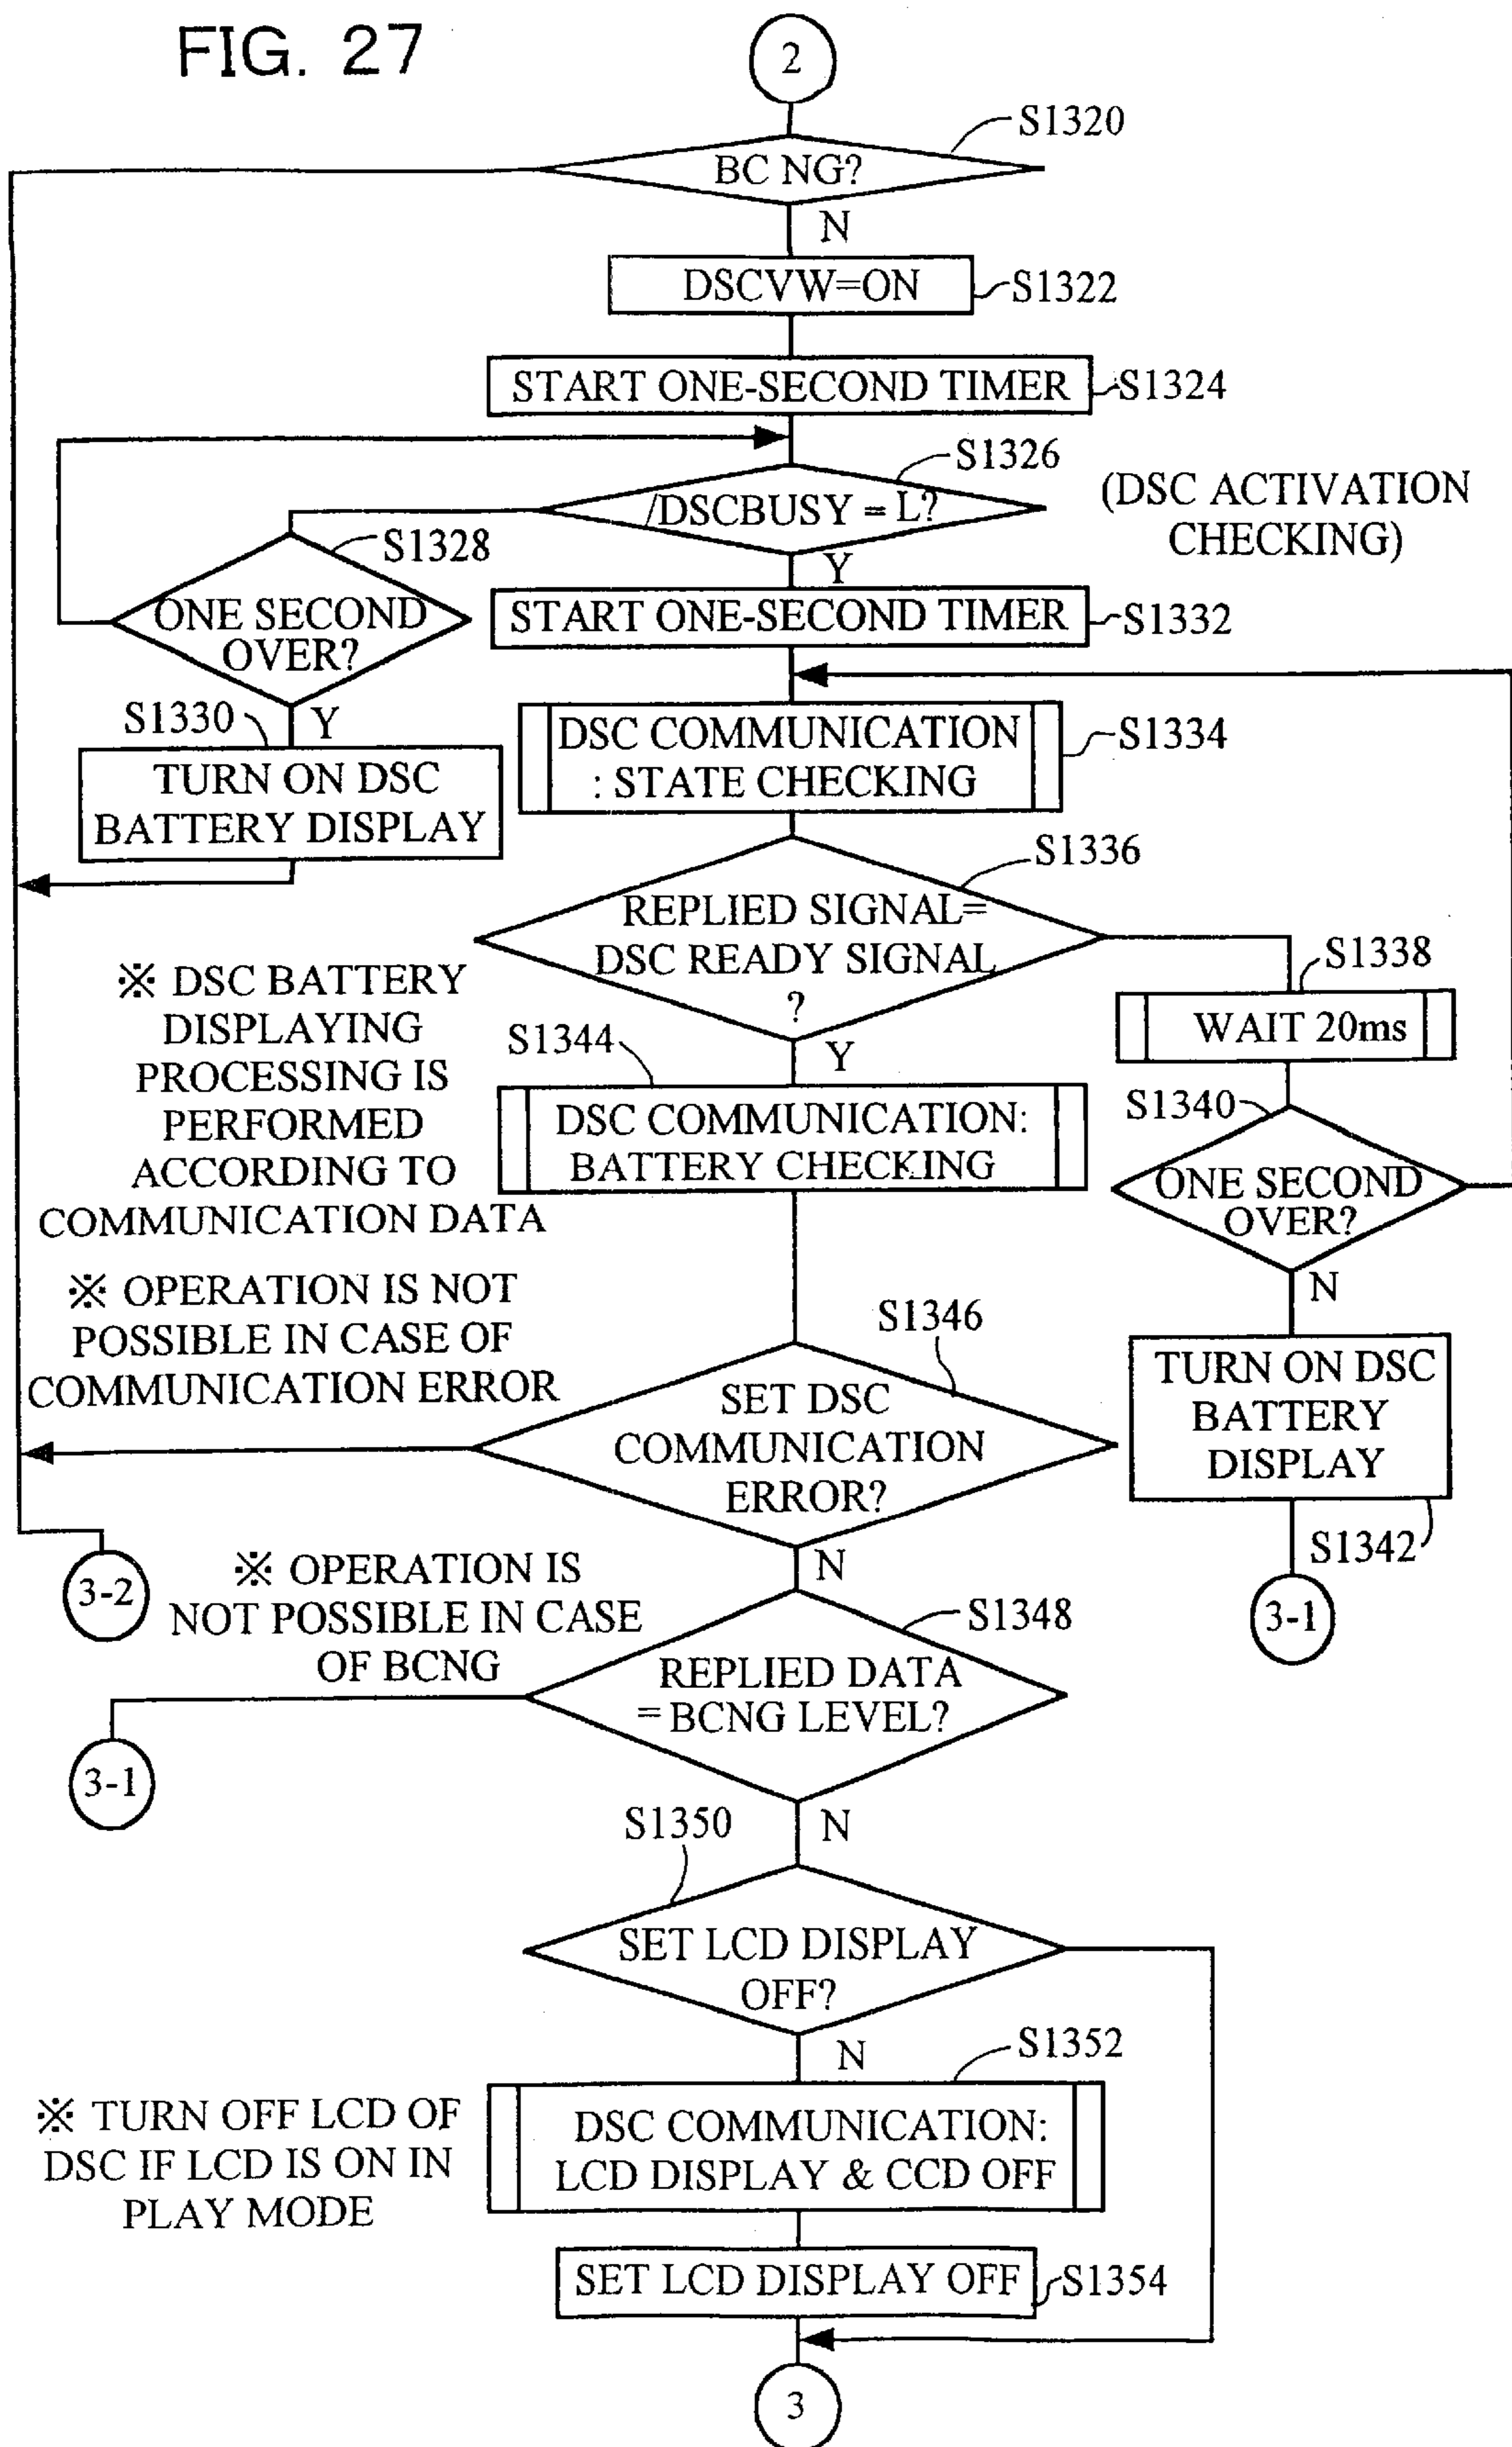 FIG. 27
2
S1320
BC NG?
N
DSCVW=ON
S1322
START ONE-SECOND TIMER
S1324
S1326
/DSCBUSY = L?
(DSC ACTIVATION
CHECKING)
S1328
Y
ONE SECOND
OVER?
START ONE-SECOND TIMER
S1332
S1330
Y
TURN ON DSC
BATTERY DISPLAY
DSC COMMUNICATION
: STATE CHECKING
S1334
S1336
REPLIED SIGNAL=
DSC READY SIGNAL
?
Y
S1338
WAIT 20ms
※ DSC BATTERY
DISPLAYING
PROCESSING IS
PERFORMED
ACCORDING TO
COMMUNICATION DATA
S1344
DSC COMMUNICATION:
BATTERY CHECKING
S1340
ONE SECOND
OVER?
N
※ OPERATION IS NOT
POSSIBLE IN CASE OF
COMMUNICATION ERROR
S1346
SET DSC
COMMUNICATION
ERROR?
N
TURN ON DSC
BATTERY
DISPLAY
S1342
3-1
3-2
※ OPERATION IS
NOT POSSIBLE IN CASE
OF BCNG
S1348
REPLIED DATA
= BCNG LEVEL?
3-1
N
S1350
SET LCD DISPLAY
OFF?
N
S1352
※ TURN OFF LCD OF
DSC IF LCD IS ON IN
PLAY MODE
DSC COMMUNICATION:
LCD DISPLAY & CCD OFF
SET LCD DISPLAY OFF
S1354
3